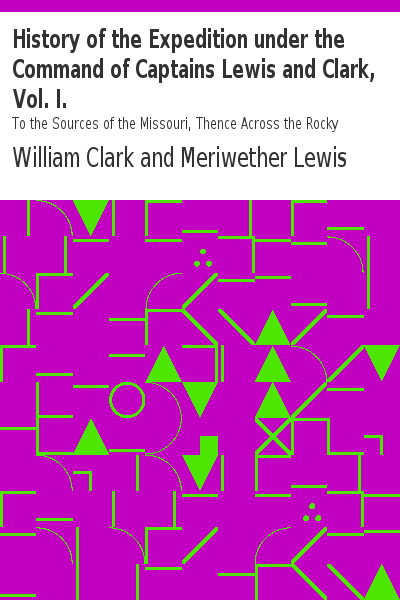 History of the Expedition under the
Command of Captains Lewis and Clark,
Vol. I.
To the Sources of the Missouri, Thence Across the Rocky
William Clark and Meriwether Lewis